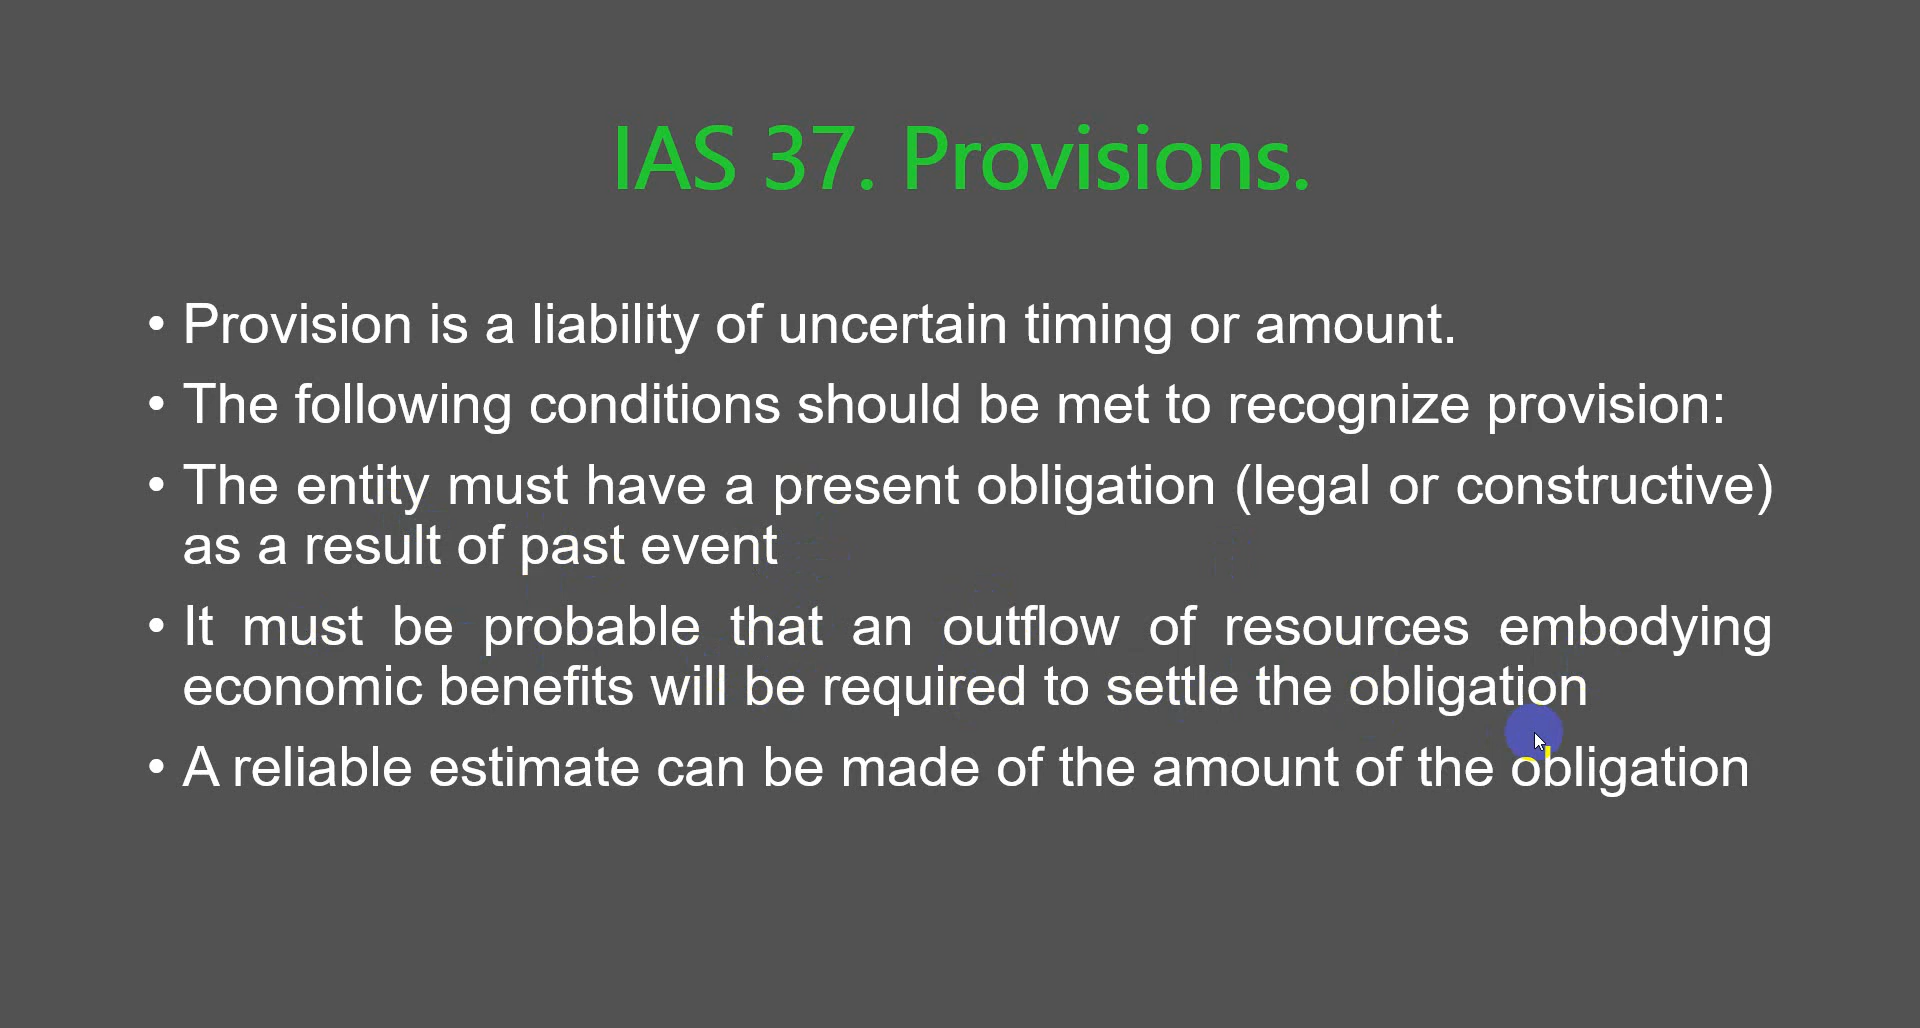 IAS 37. Provisions.
• Provision is a liability of uncertain timing or amount.
• The following conditions should be met to recognize provision:
• The entity must have a present obligation (legal or constructive)
as a result of past event
• It must be probable that an outflow of resources embodying
economic benefits will be required to settle the obligation
• A reliable estimate can be made of the amount of the obligation